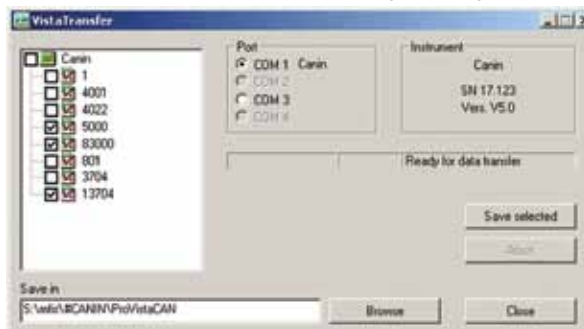 VistaTransfer
Canin
1
4001
4022
5000
83000
801
3704
13704
Port
COM 1 Canin
COM 2
COM 3
COM 4
Instrument
Canin
SN 17.123
Vers. V5.0
Ready for data transfer
Save selected
Abort
Save in
Browse
Close